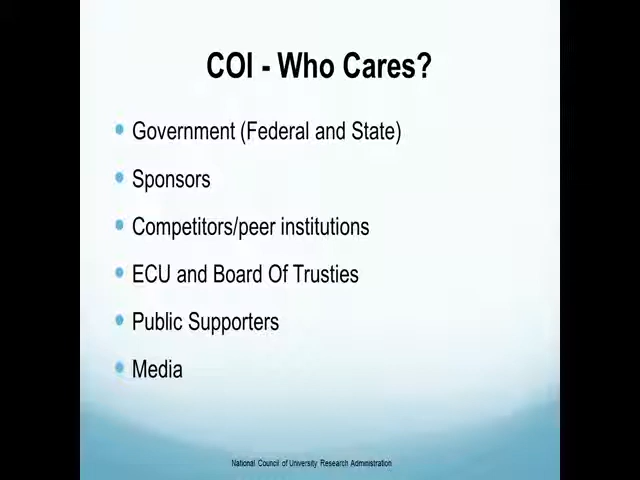 COI - Who Cares?
Government (Federal and State)
Sponsors
Competitors/peer institutions
ECU and Board Of Trusties
Public Supporters
Media
National Council of University Research Administration